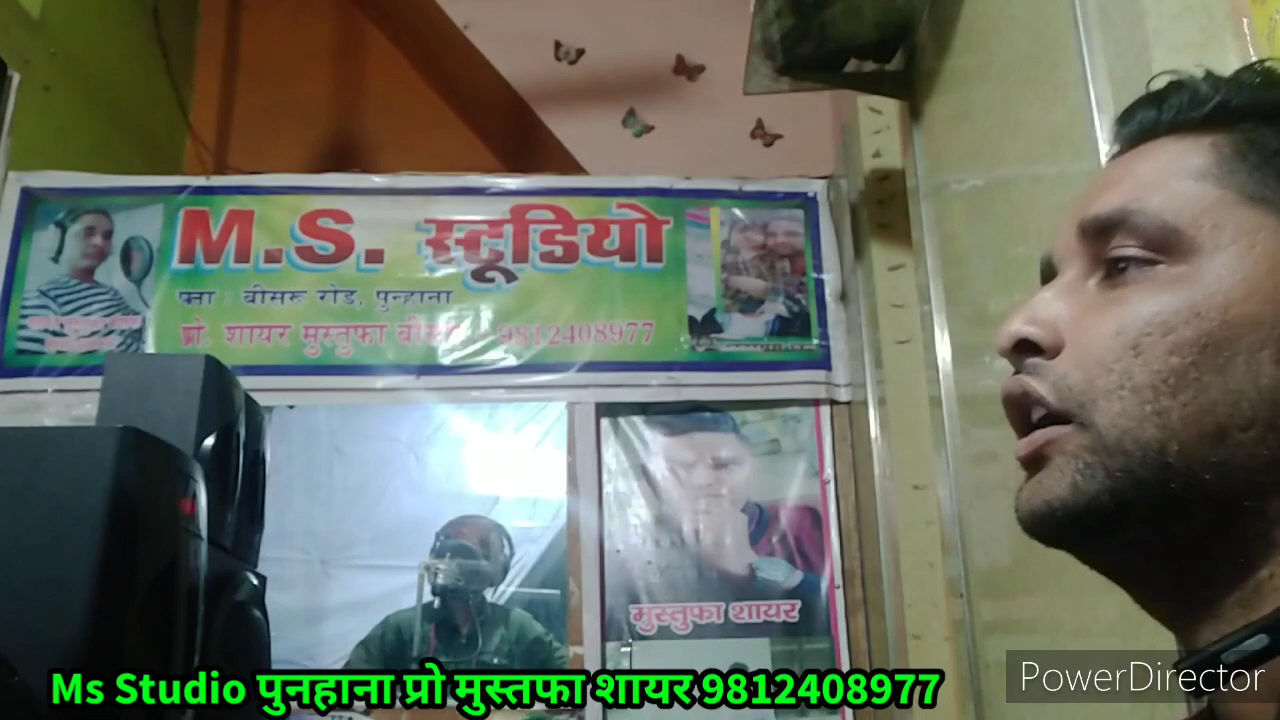 M.S. स्टूडियो
पता : बीसरू रोड, पुन्हाना
प्रो. शायर मुस्तुफा 9812408977
मुस्तुफा शायर
Ms Studio पुनहाना प्रो मुस्तफा शायर 9812408977
PowerDirector